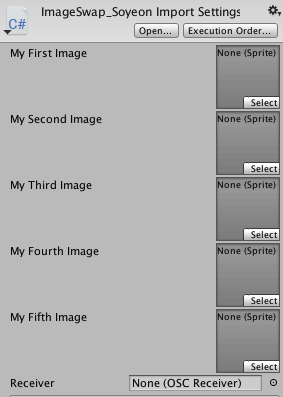 ImageSwap_Soyeon Import Settings
C#
Open... Execution Order...
My First Image None (Sprite)
Select
My Second Image None (Sprite)
Select
My Third Image None (Sprite)
Select
My Fourth Image None (Sprite)
Select
My Fifth Image None (Sprite)
Select
Receiver None (OSC Receiver)